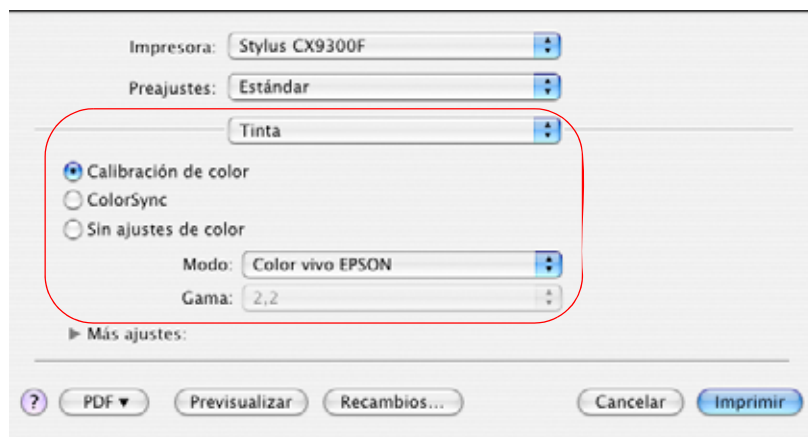 Impresora: Stylus CX9300F
Preajustes: Estándar
Tinta
Calibración de color
ColorSync
Sin ajustes de color
Modo: Color vivo EPSON
Gama: 2,2
Más ajustes:
? PDF Previsualizar Recambios... Cancelar Imprimir